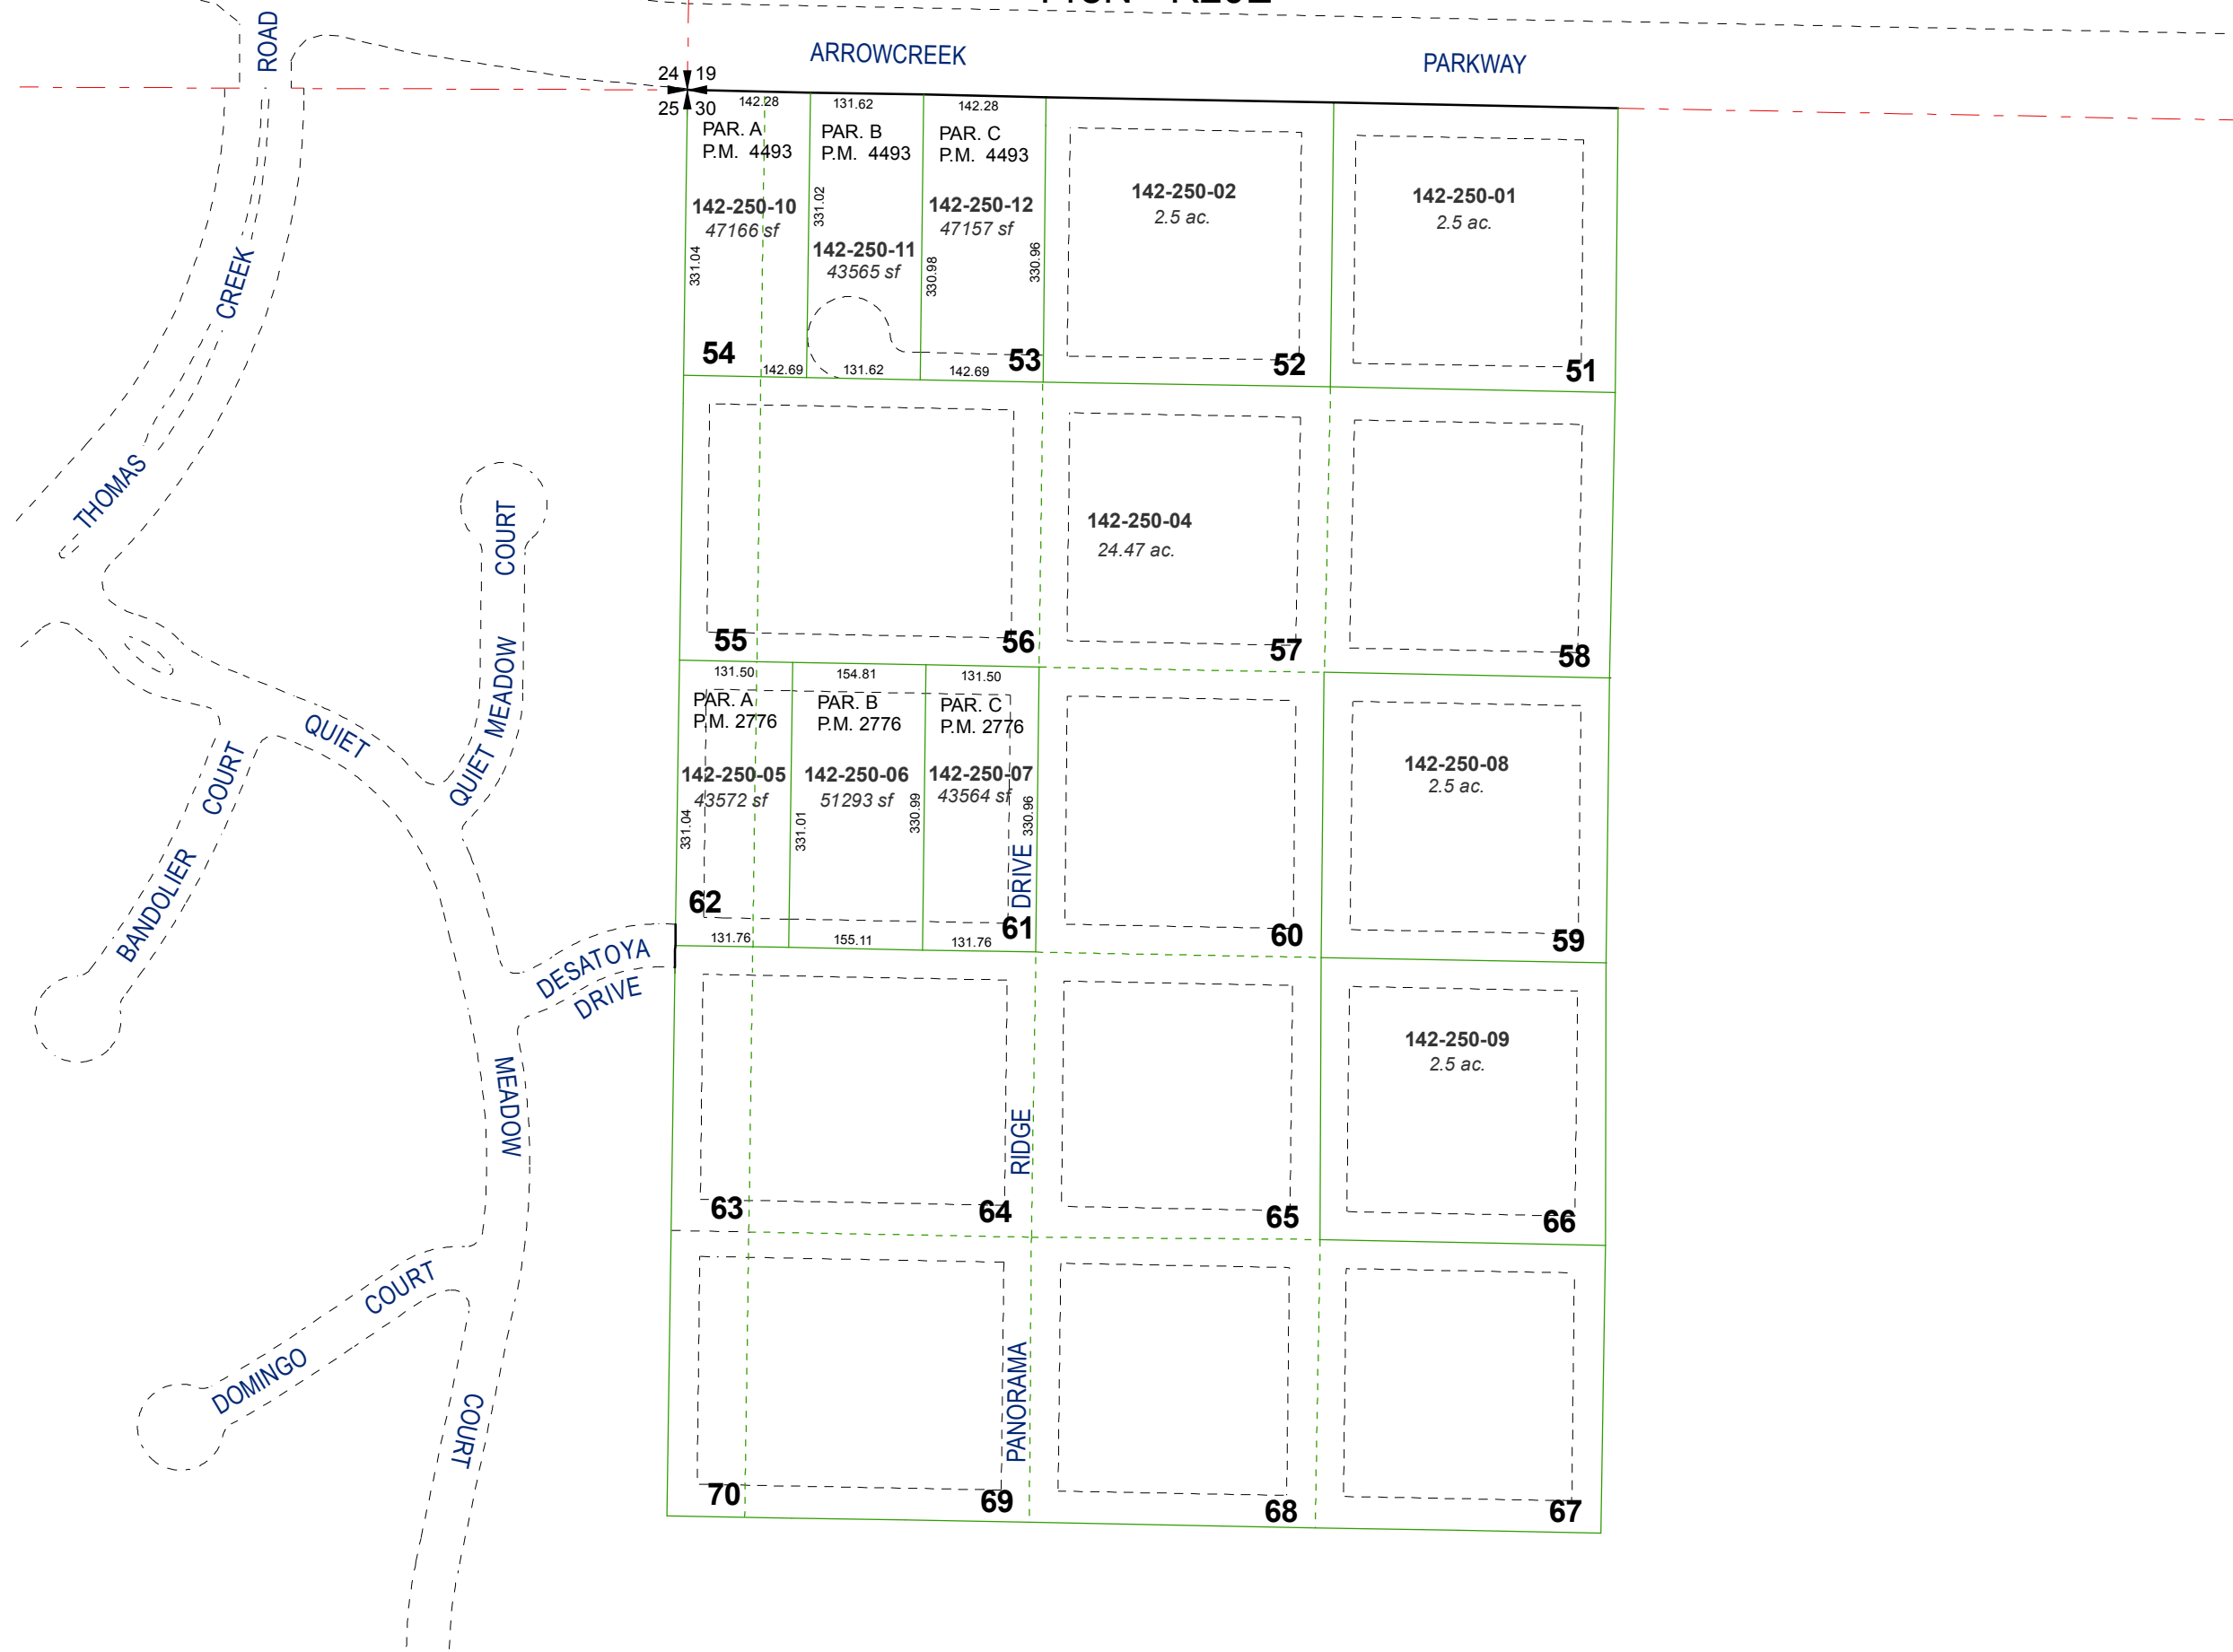 ROAD
ARROWCREEK
PARKWAY
24 19
25 30
142.28
131.62
142.28
PAR. A
P.M. 4493
PAR. B
P.M. 4493
PAR. C
P.M. 4493
142-250-10
47166 sf
331.04
331.02
142-250-11
43565 sf
142-250-12
47157 sf
330.98
330.96
142-250-02
2.5 ac.
142-250-01
2.5 ac.
54
53
52
51
142.69
131.62
142.69
CREEK
THOMAS
COURT
QUIET MEADOW
142-250-04
24.47 ac.
55
56
57
58
131.50
154.81
131.50
PAR. A
P.M. 2776
PAR. B
P.M. 2776
PAR. C
P.M. 2776
142-250-05
43572 sf
142-250-06
51293 sf
142-250-07
43564 sf
331.04
331.01
330.99
330.96
142-250-08
2.5 ac.
QUIET
COURT
BANDOLIER
62
61
60
59
DRIVE
131.76
155.11
131.76
DESATOYA
DRIVE
142-250-09
2.5 ac.
MEADOW
RIDGE
63
64
65
66
COURT
DOMINGO
COURT
PANORAMA
70
69
68
67